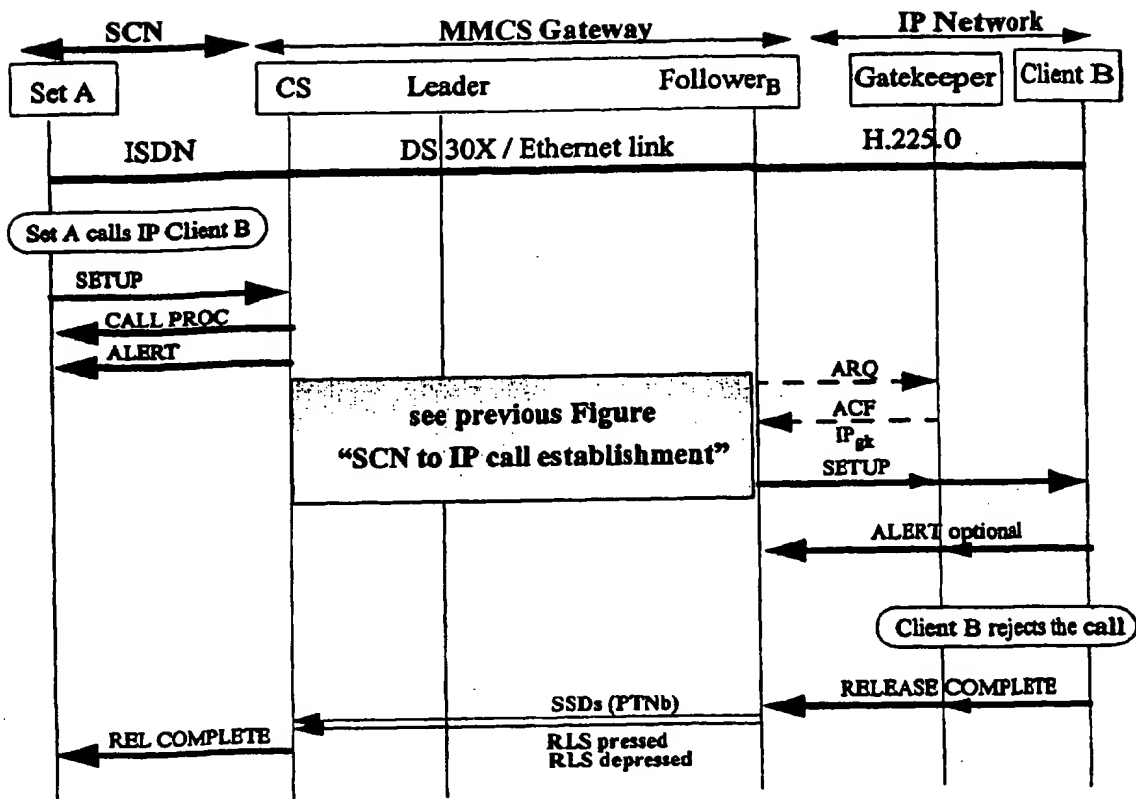 SCN
MMCS Gateway
IP Network
Set A
CS
Leader
FollowerB
Gatekeeper
Client B
ISDN
DS 30X / Ethernet link
H.225.0
Set A calls IP Client B
SETUP
CALL PROC
ALERT
see previous Figure
“SCN to IP call establishment”
ARQ
ACF
IPgk
SETUP
ALERT optional
Client B rejects the call
RELEASE COMPLETE
SSDs (PTNb)
RLS pressed
RLS depressed
REL COMPLETE